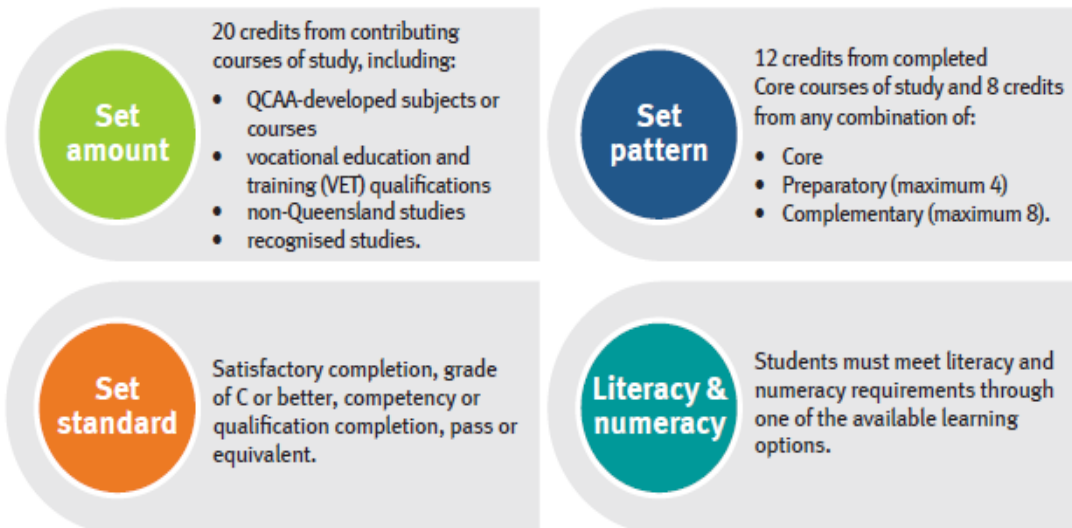 Set
amount
20 credits from contributing
courses of study, including:
• QCAA-developed subjects or
courses
• vocational education and
training (VET) qualifications
• non-Queensland studies
• recognised studies.
Set
pattern
12 credits from completed
Core courses of study and 8 credits
from any combination of:
• Core
• Preparatory (maximum 4)
• Complementary (maximum 8).
Set
standard
Satisfactory completion, grade
of C or better, competency or
qualification completion, pass or
equivalent.
Literacy &
numeracy
Students must meet literacy and
numeracy requirements through
one of the available learning
options.